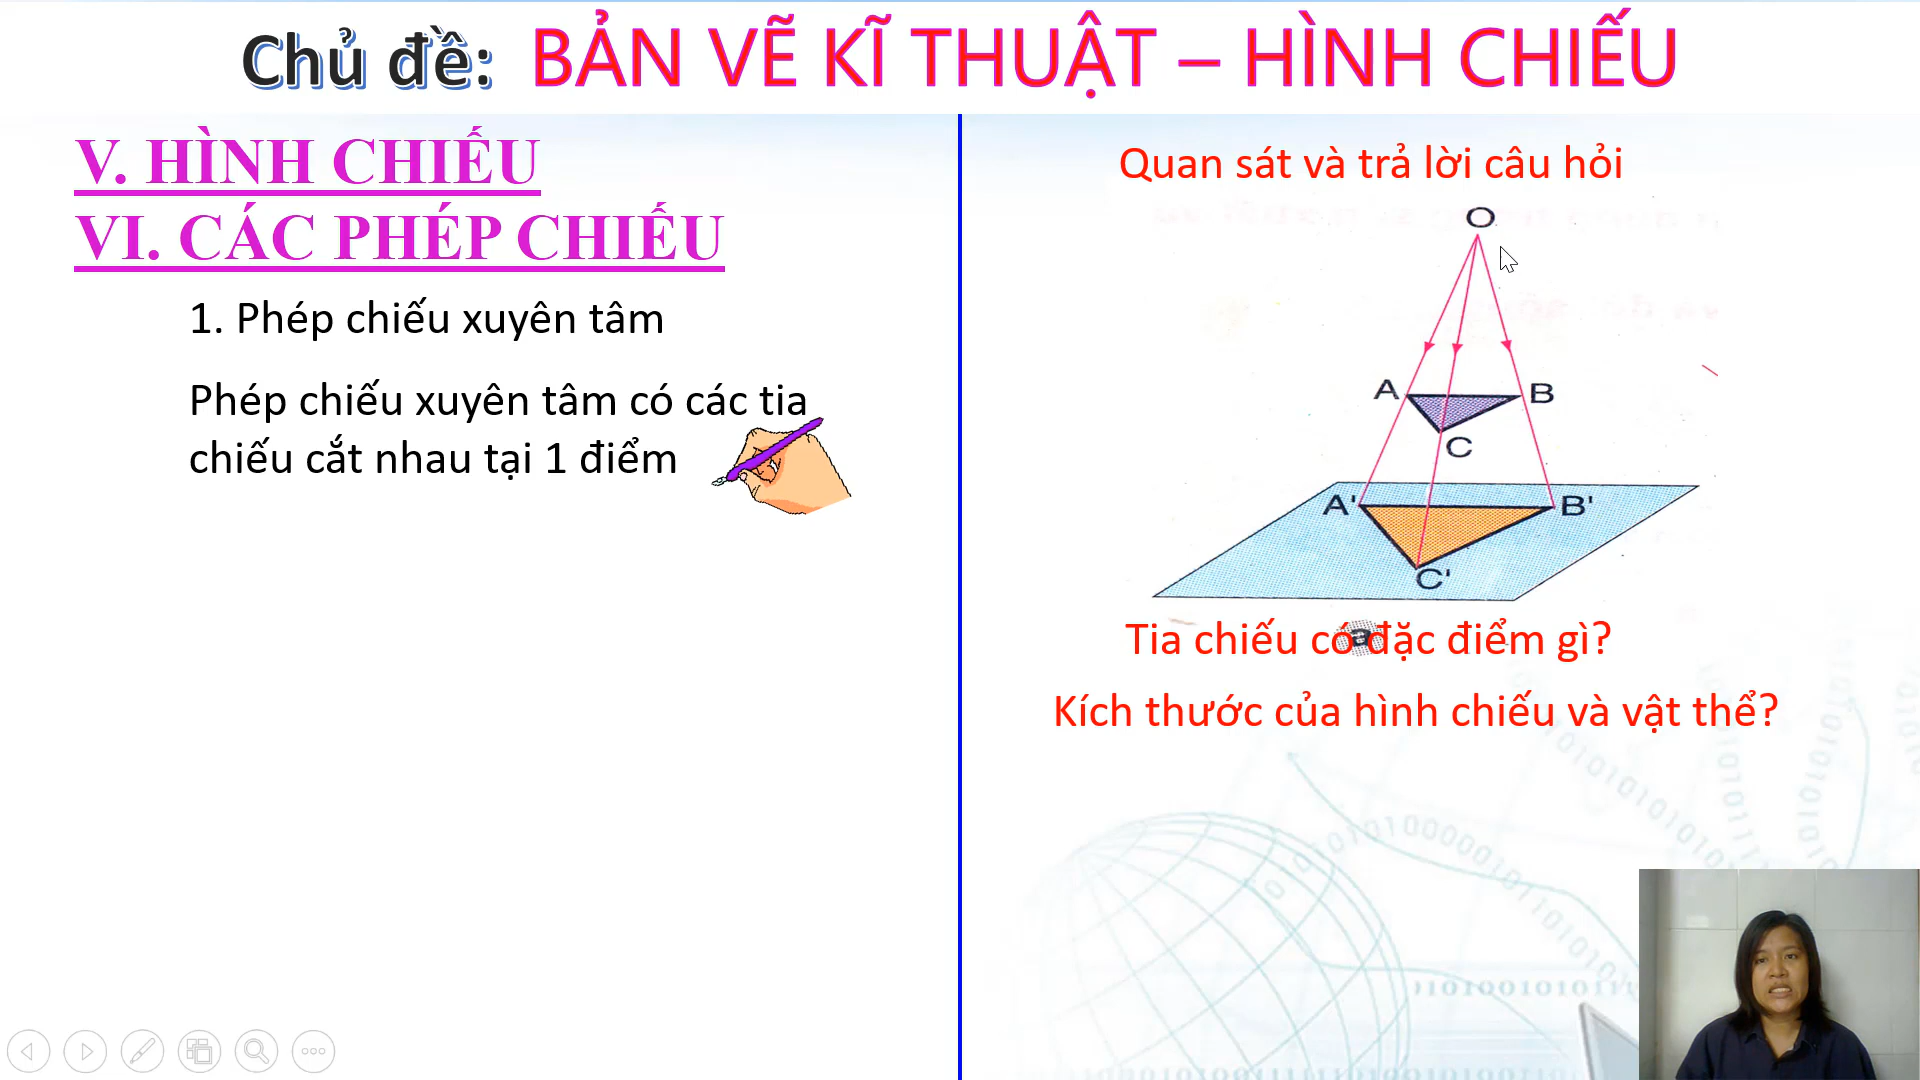 Chủ đề: BẢN VẼ KĨ THUẬT – HÌNH CHIẾU
V. HÌNH CHIẾU
VI. CÁC PHÉP CHIẾU
1. Phép chiếu xuyên tâm
Phép chiếu xuyên tâm có các tia
chiếu cắt nhau tại 1 điểm
Quan sát và trả lời câu hỏi
O
A
B
C
A'
B'
C'
a
Tia chiếu có đặc điểm gì?
Kích thước của hình chiếu và vật thể?